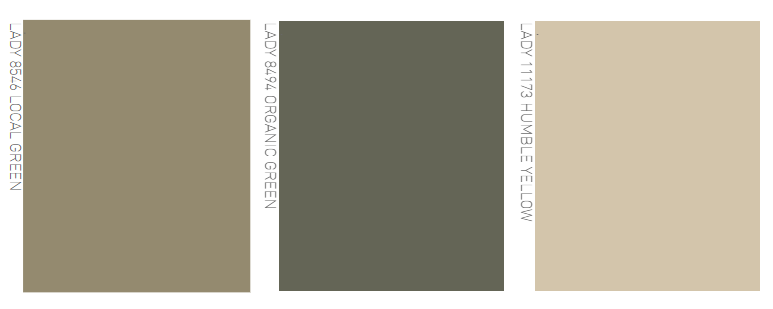 LADY 8546 LOCAL GREEN
LADY 8494 ORGANIC GREEN
LADY 11173 HUMBLE YELLOW